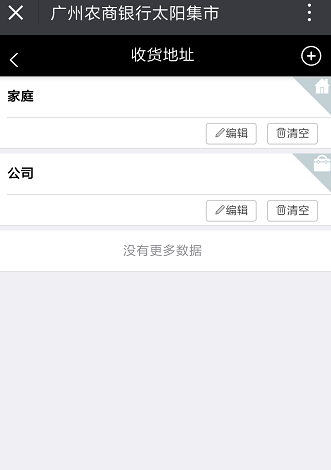 广州农商银行太阳集市
收货地址
家庭
编辑 清空
公司
编辑 清空
没有更多数据